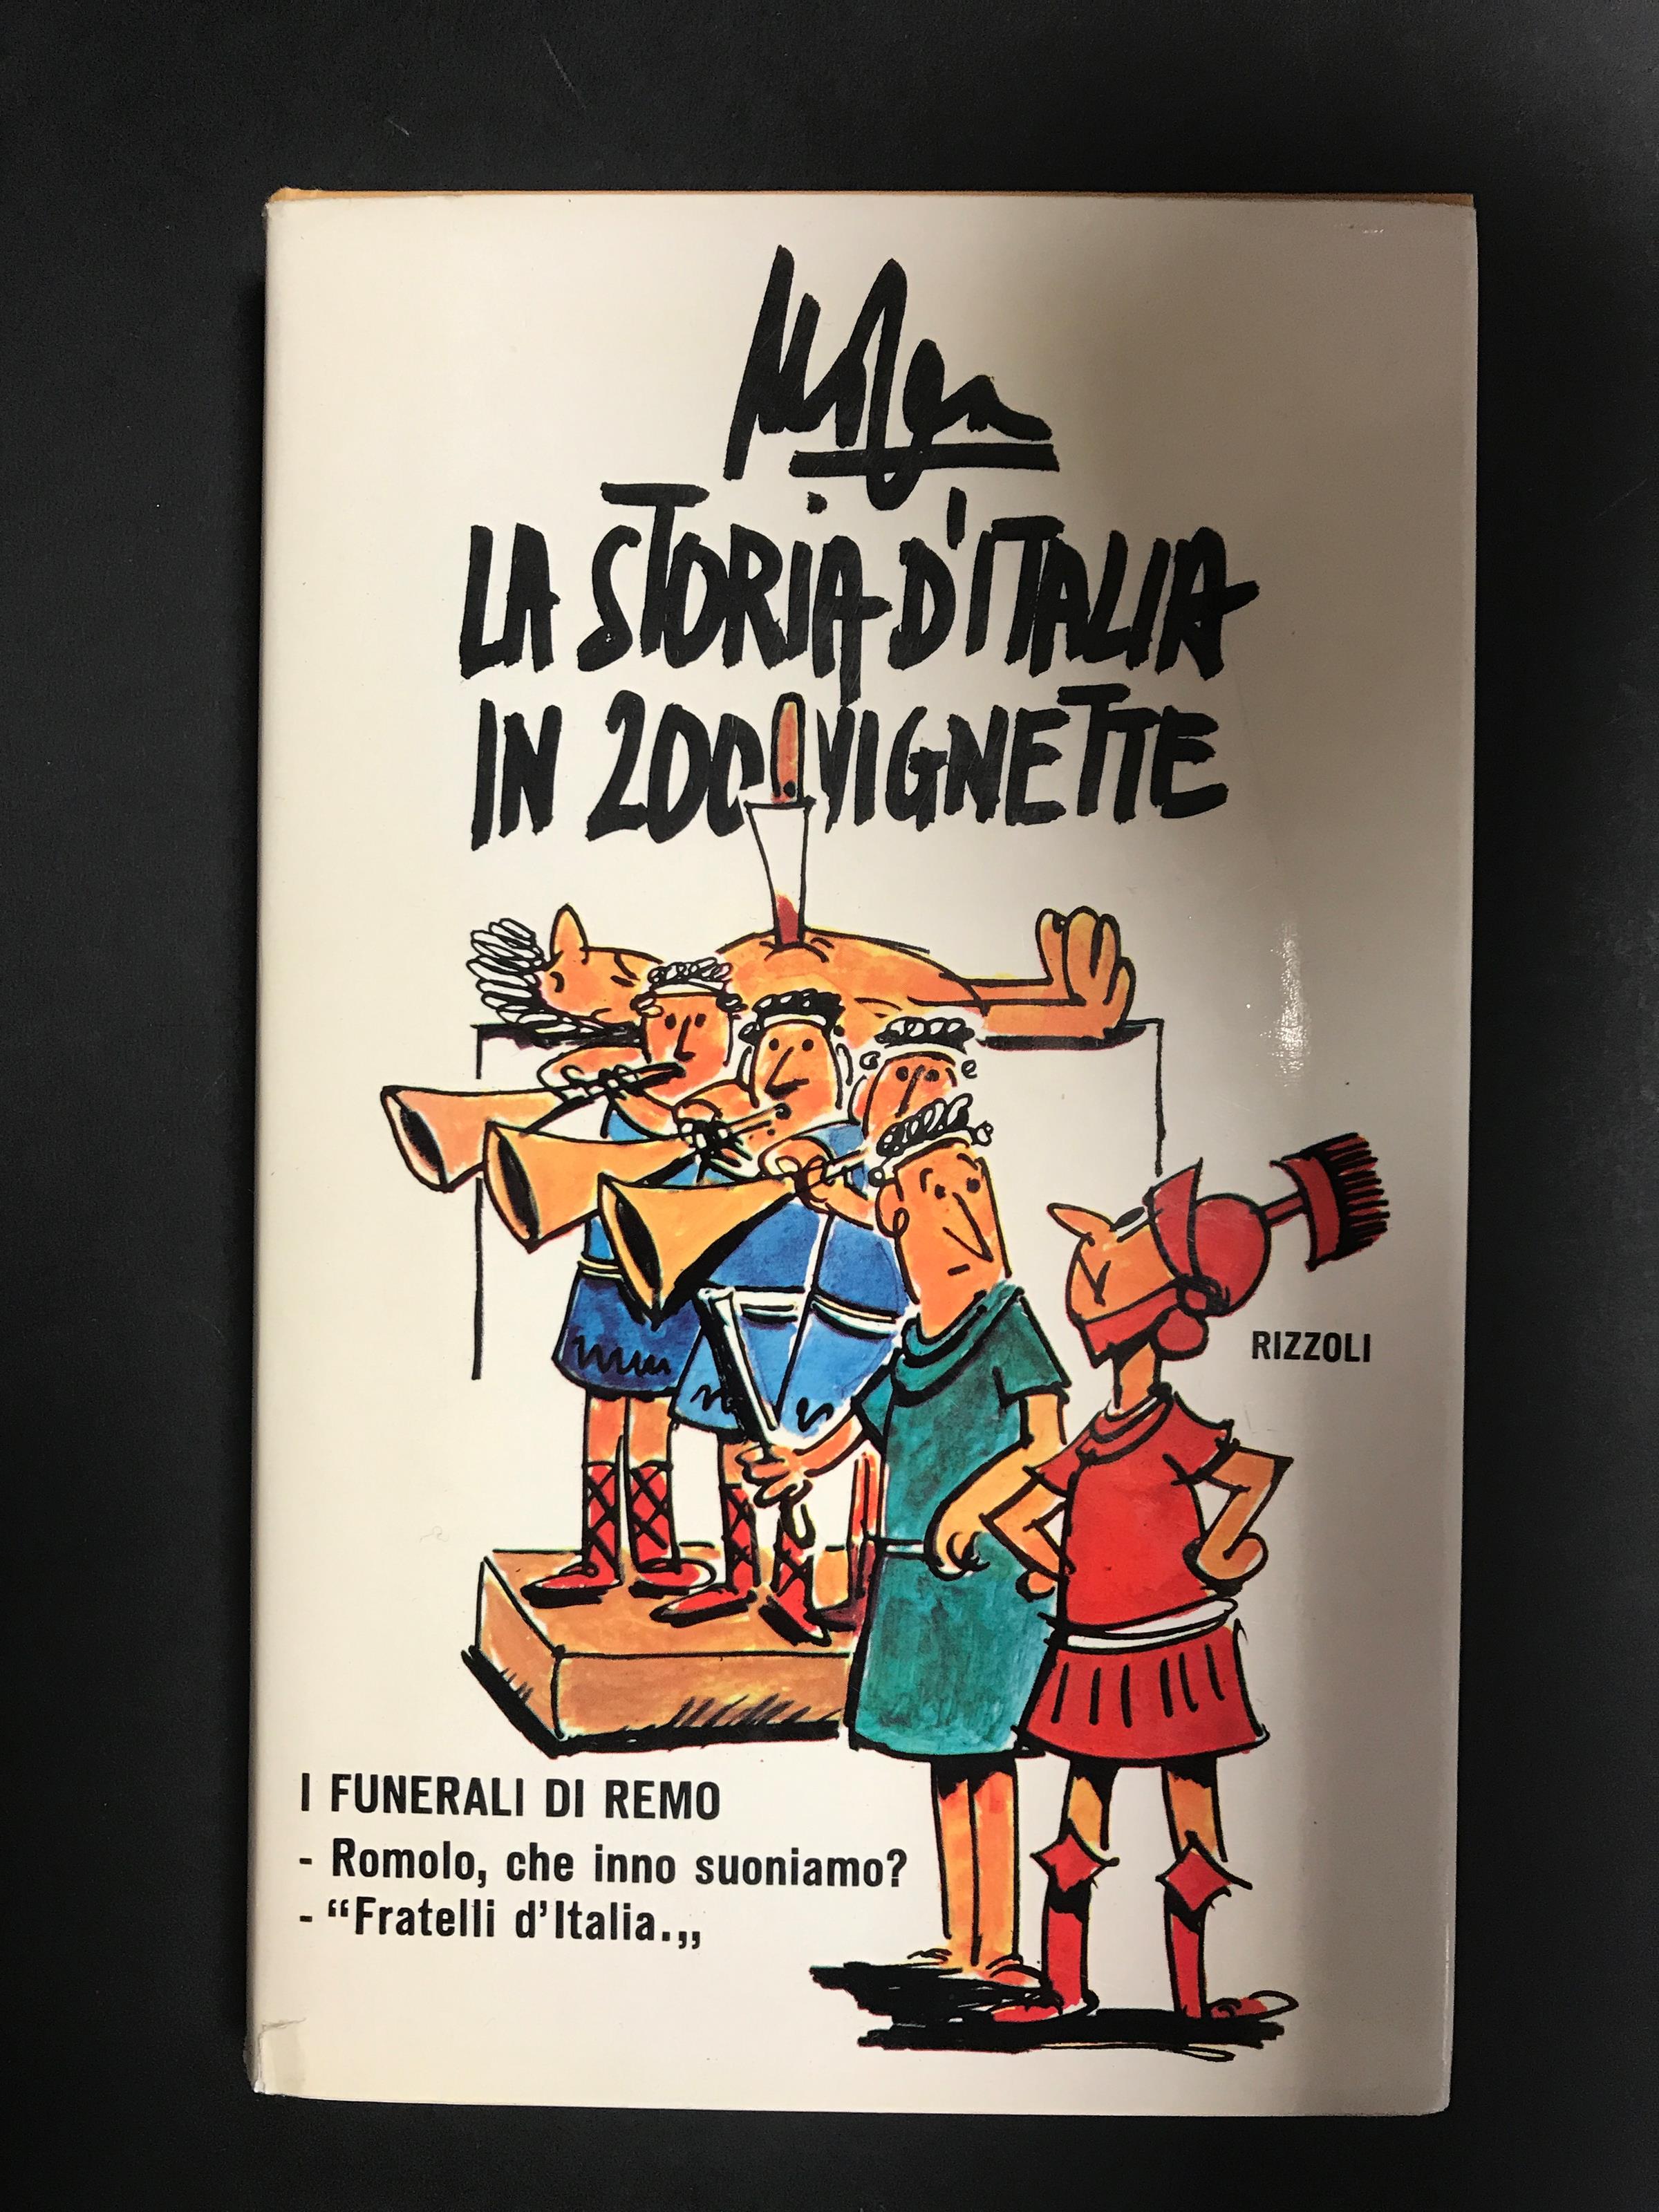 LA STORIA D'ITALIA
IN 200 VIGNETTE
RIZZOLI
I FUNERALI DI REMO
- Romolo, che inno suoniamo?
- “Fratelli d'Italia.„